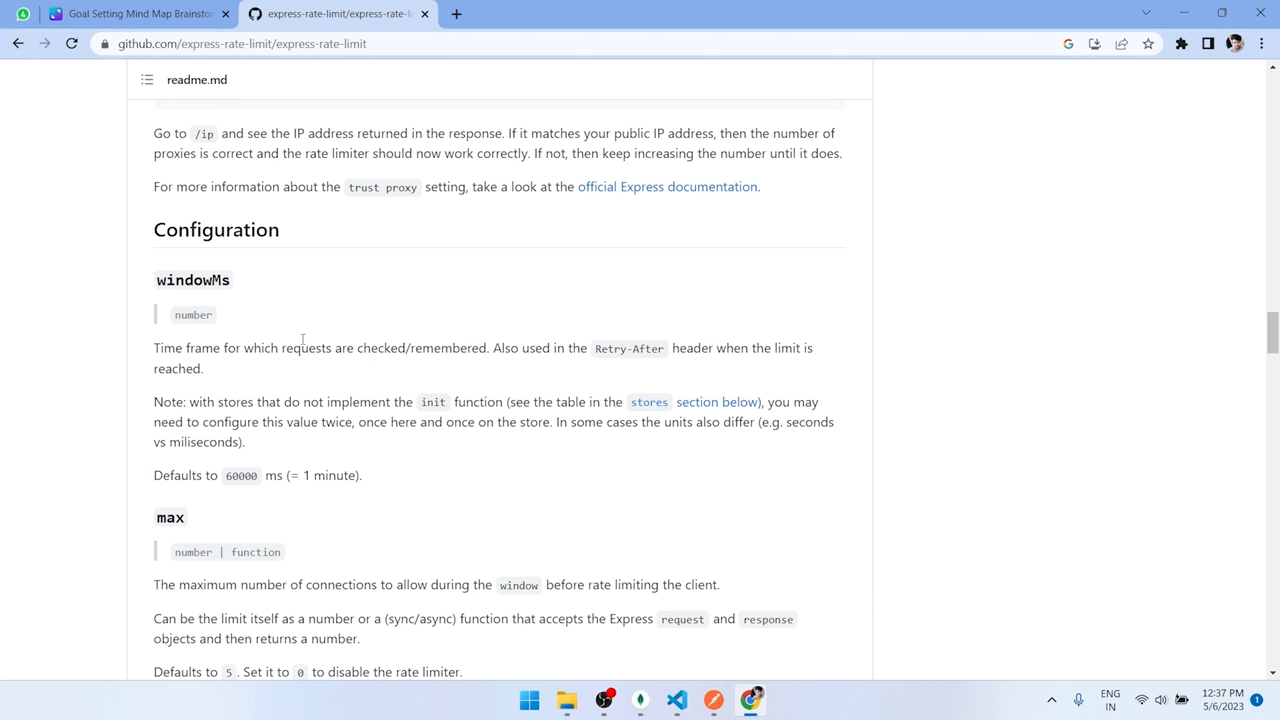 Goal Setting Mind Map Brainsto
express-rate-limit/express-rate-li
github.com/express-rate-limit/express-rate-limit
readme.md
Go to /ip and see the IP address returned in the response. If it matches your public IP address, then the number of
proxies is correct and the rate limiter should now work correctly. If not, then keep increasing the number until it does.
For more information about the trust proxy setting, take a look at the official Express documentation.
Configuration
windowMs
number
Time frame for which requests are checked/remembered. Also used in the Retry-After header when the limit is
reached.
Note: with stores that do not implement the init function (see the table in the stores section below), you may
need to configure this value twice, once here and once on the store. In some cases the units also differ (e.g. seconds
vs miliseconds).
Defaults to 60000 ms (= 1 minute).
max
number | function
The maximum number of connections to allow during the window before rate limiting the client.
Can be the limit itself as a number or a (sync/async) function that accepts the Express request and response
objects and then returns a number.
Defaults to 5. Set it to 0 to disable the rate limiter.
ENG
IN
12:37 PM
5/6/2023
1